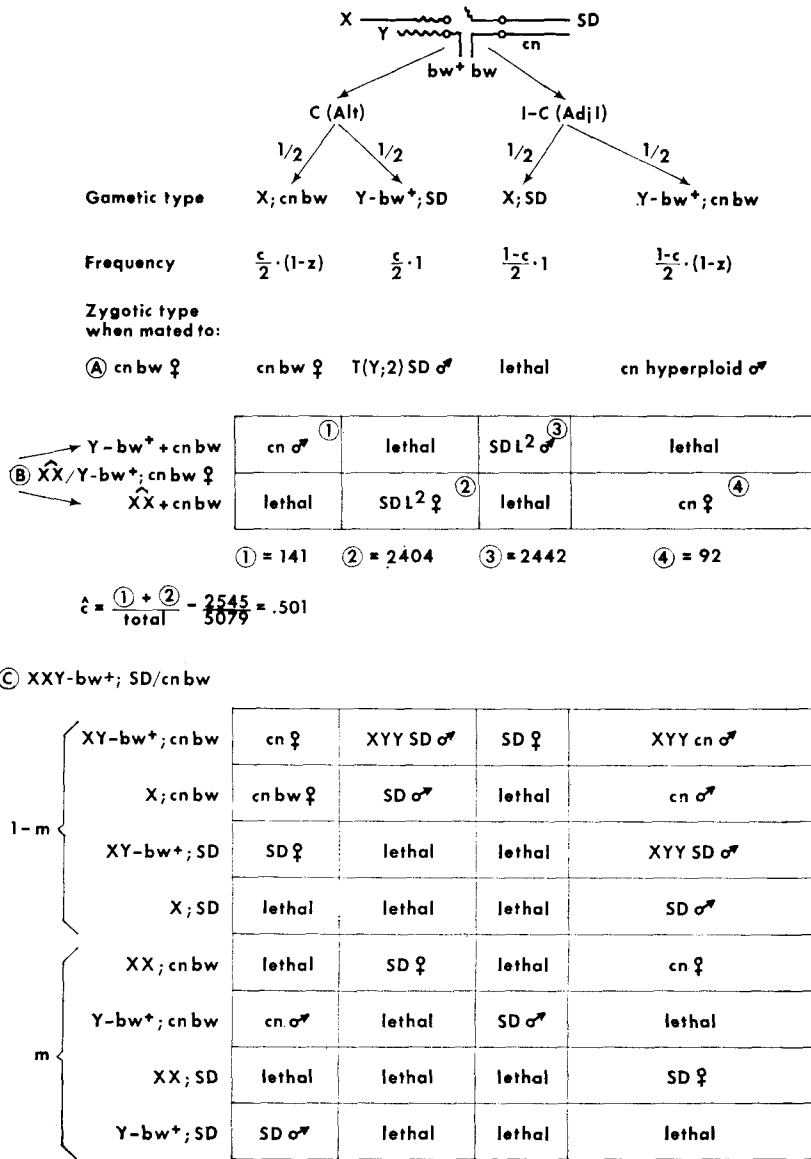 X SD
Y cn
bw⁺ bw
C (Alt) I-C (Adj I)
1/2 1/2 1/2 1/2
Gametic type X; cn bw Y-bw⁺; SD X; SD Y-bw⁺; cn bw
Frequency c/2 · (1-z) c/2 · 1 1-c/2 · 1 1-c/2 · (1-z)
Zygotic type
when mated to:
Ⓐ cn bw ♀ cn bw ♀ T(Y;2) SD ♂ lethal cn hyperploid ♂
Y-bw⁺ + cn bw cn ♂ ① lethal SD L² ♂ ③ lethal
Ⓑ X͡X/Y-bw⁺; cn bw ♀
X͡X + cn bw lethal SD L² ♀ ② lethal cn ♀ ④
① = 141 ② = 2404 ③ = 2442 ④ = 92
ĉ = ① + ② / total = 2545/5079 = .501
Ⓒ XXY-bw+; SD/cn bw
XY-bw⁺; cn bw cn ♀ XYY SD ♂ SD ♀ XYY cn ♂
X; cn bw cn bw ♀ SD ♂ lethal cn ♂
1-m
XY-bw⁺; SD SD ♀ lethal lethal XYY SD ♂
X; SD lethal lethal lethal SD ♂
XX; cn bw lethal SD ♀ lethal cn ♀
Y-bw⁺; cn bw cn ♂ lethal SD ♂ lethal
m
XX; SD lethal lethal lethal SD ♀
Y-bw⁺; SD SD ♂ lethal lethal lethal